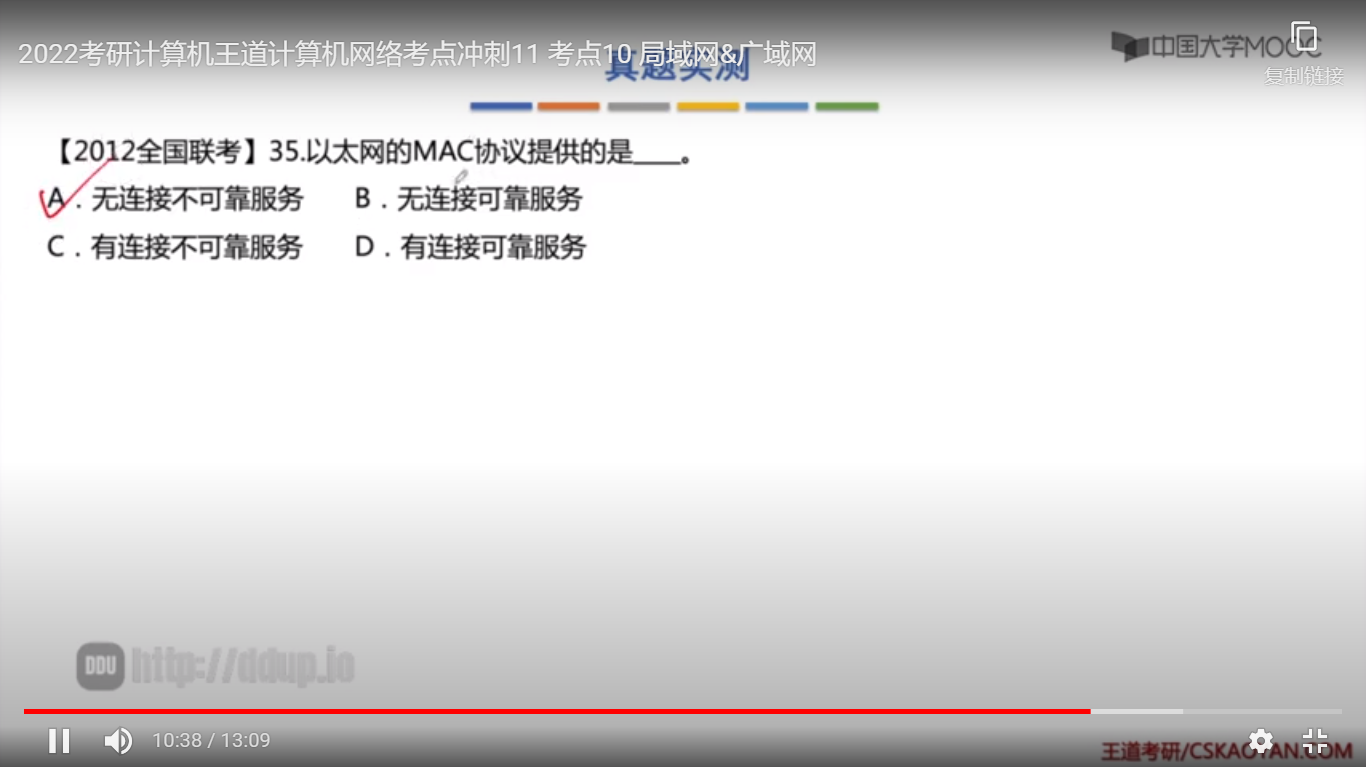 2022考研计算机王道计算机网络考点冲刺11 考点10 局域网&广域网
真题实测
中国大学MOOC
复制链接
【2012全国联考】35.以太网的MAC协议提供的是____。
A．无连接不可靠服务 B．无连接可靠服务
C．有连接不可靠服务 D．有连接可靠服务
DDU http://ddup.io
10:38 / 13:09
王道考研/CSKAOYAN.COM